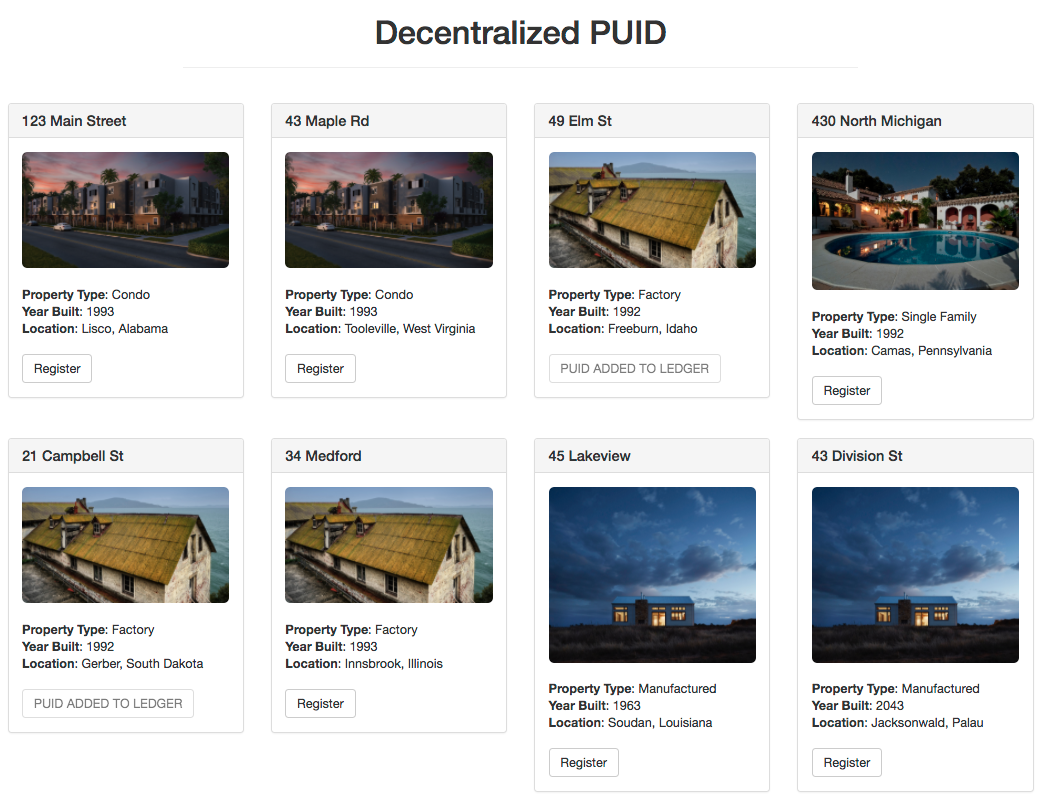 Decentralized PUID
123 Main Street
Property Type: Condo
Year Built: 1993
Location: Lisco, Alabama
Register
43 Maple Rd
Property Type: Condo
Year Built: 1993
Location: Tooleville, West Virginia
Register
49 Elm St
Property Type: Factory
Year Built: 1992
Location: Freeburn, Idaho
PUID ADDED TO LEDGER
430 North Michigan
Property Type: Single Family
Year Built: 1992
Location: Camas, Pennsylvania
Register
21 Campbell St
Property Type: Factory
Year Built: 1992
Location: Gerber, South Dakota
PUID ADDED TO LEDGER
34 Medford
Property Type: Factory
Year Built: 1993
Location: Innsbrook, Illinois
Register
45 Lakeview
Property Type: Manufactured
Year Built: 1963
Location: Soudan, Louisiana
Register
43 Division St
Property Type: Manufactured
Year Built: 2043
Location: Jacksonwald, Palau
Register